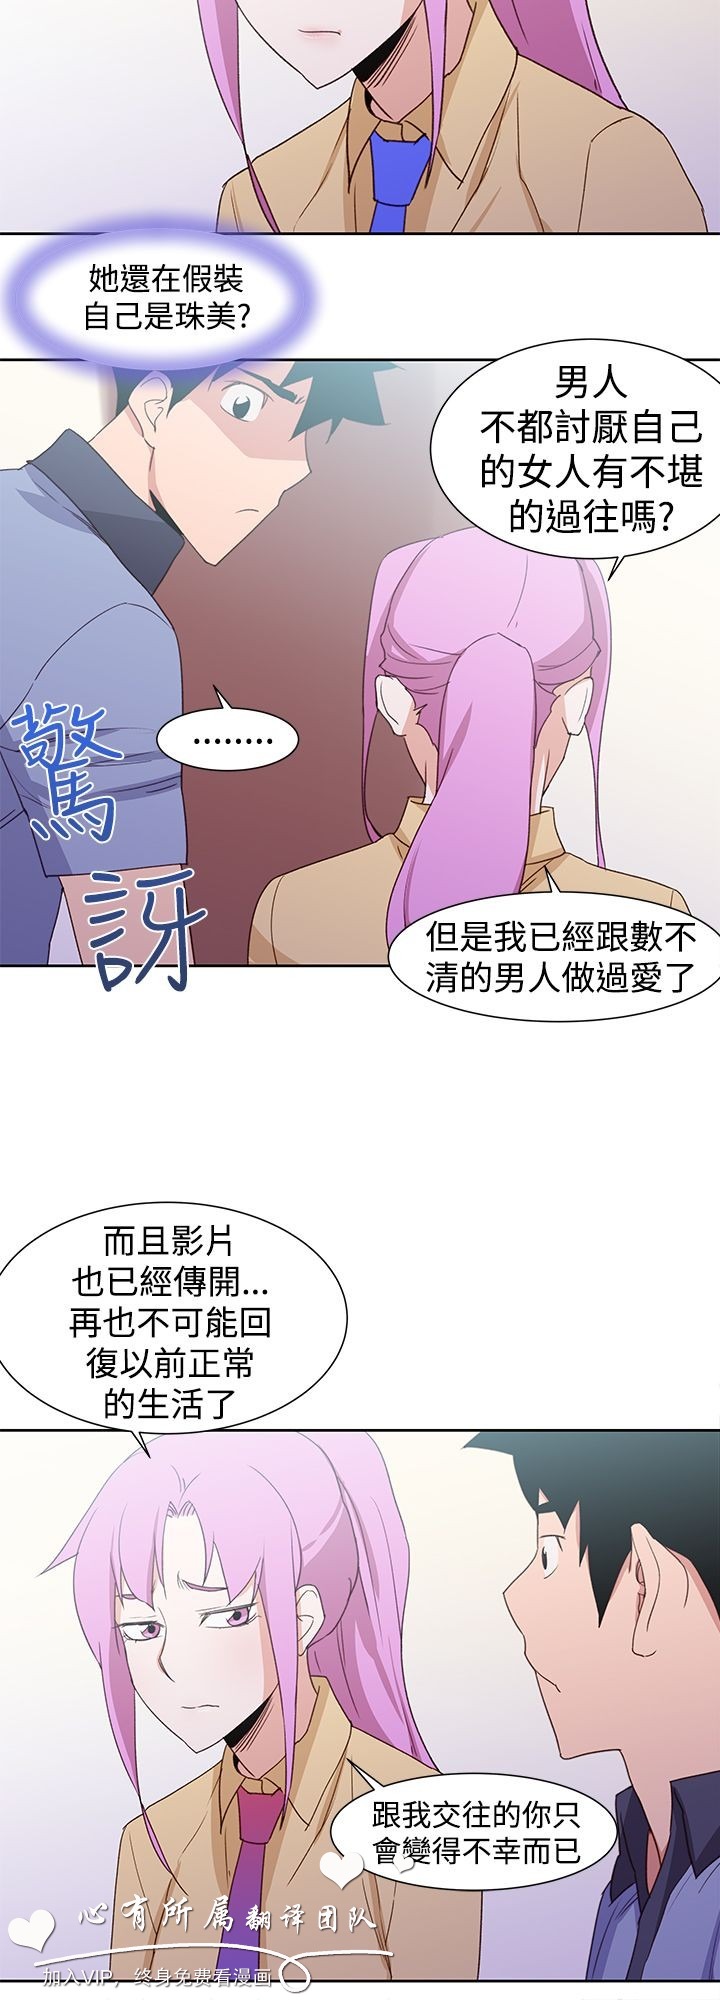 她還在假裝
自己是珠美?
男人
不都討厭自己
的女人有不堪
的過往嗎?
........
驚
訝
但是我已經跟數不
清的男人做過愛了
而且影片
也已經傳開...
再也不可能回
復以前正常
的生活了
跟我交往的你只
會變得不幸而已
心有所属翻译团队
加入VIP，终身免费看漫画